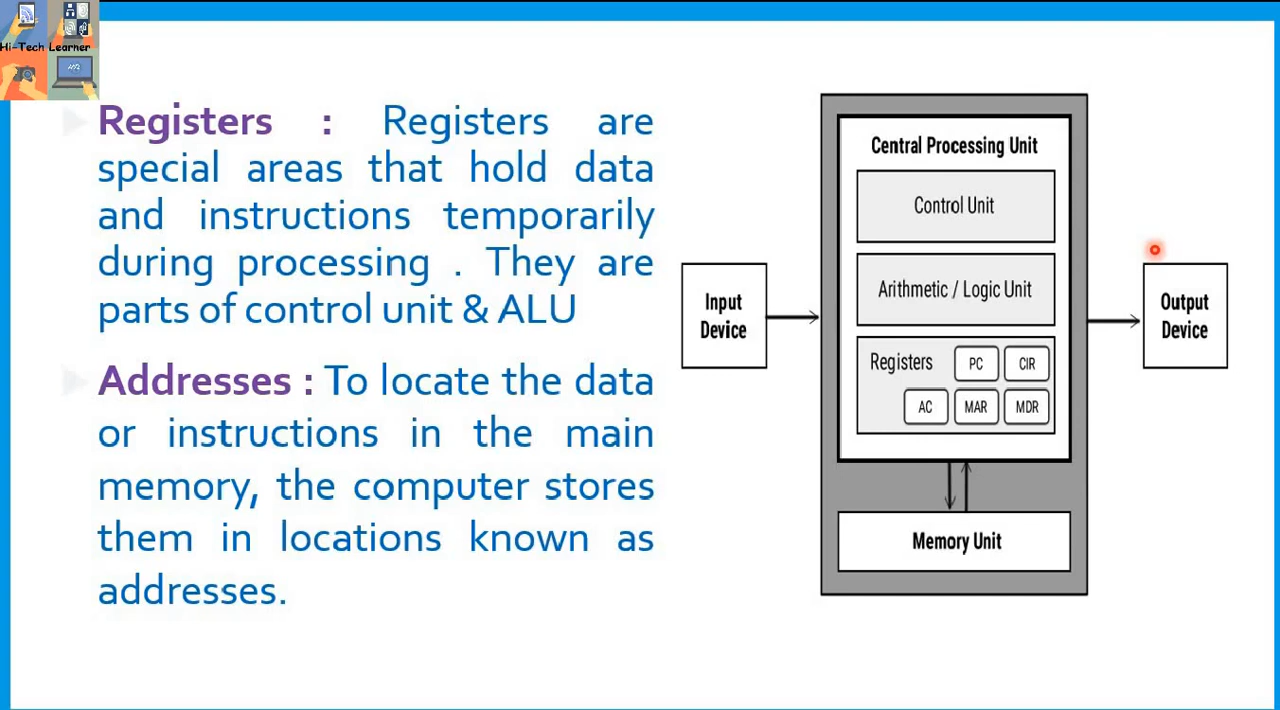 Hi-Tech Learner
Registers : Registers are
special areas that hold data
and instructions temporarily
during processing . They are
parts of control unit & ALU
Addresses : To locate the data
or instructions in the main
memory, the computer stores
them in locations known as
addresses.
Central Processing Unit
Control Unit
Arithmetic / Logic Unit
Registers PC CIR
AC MAR MDR
Input
Device
Output
Device
Memory Unit